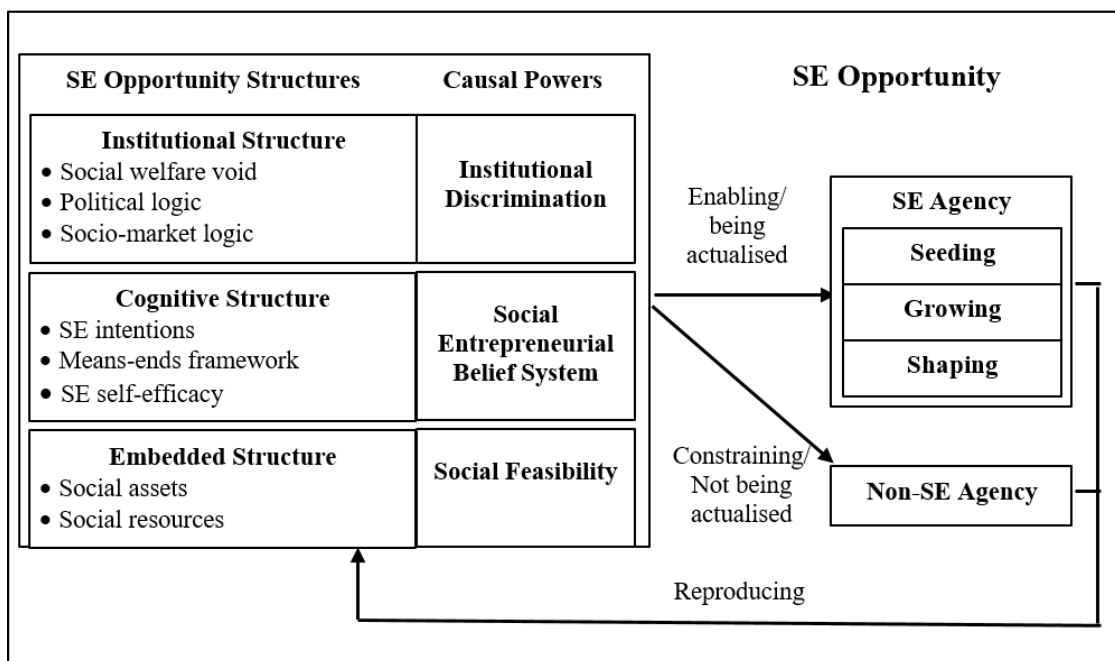 SE Opportunity Structures
Causal Powers
SE Opportunity
Institutional Structure
• Social welfare void
• Political logic
• Socio-market logic
Institutional
Discrimination
Cognitive Structure
• SE intentions
• Means-ends framework
• SE self-efficacy
Social
Entrepreneurial
Belief System
Embedded Structure
• Social assets
• Social resources
Social Feasibility
Enabling/
being
actualised
Constraining/
Not being
actualised
SE Agency
Seeding
Growing
Shaping
Non-SE Agency
Reproducing